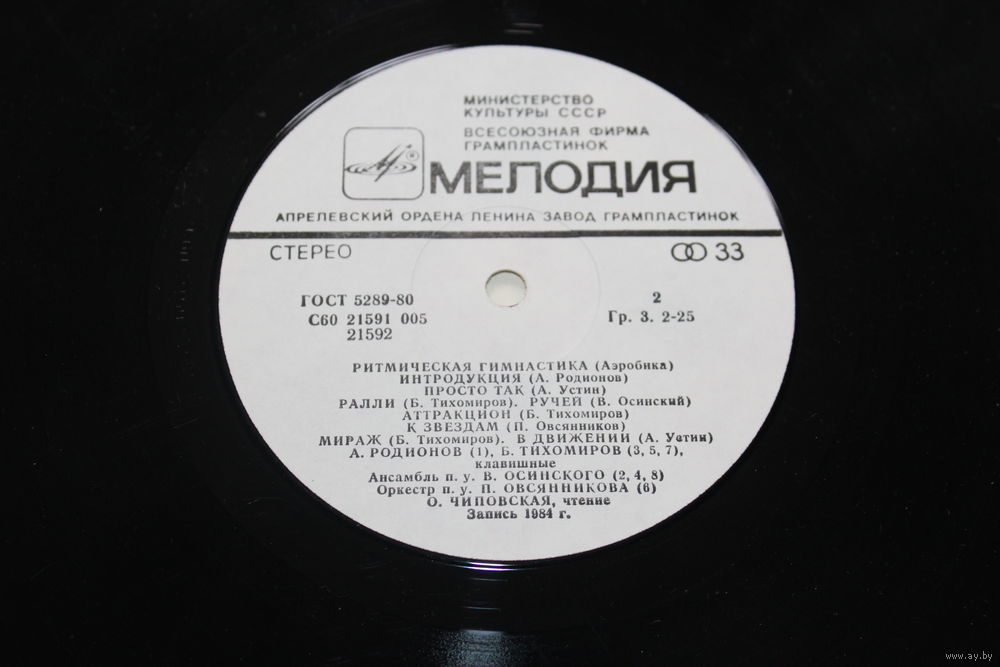 МИНИСТЕРСТВО
КУЛЬТУРЫ СССР
ВСЕСОЮЗНАЯ ФИРМА
ГРАМПЛАСТИНОК
®
МЕЛОДИЯ
АПРЕЛЕВСКИЙ ОРДЕНА ЛЕНИНА ЗАВОД ГРАМПЛАСТИНОК
СТЕРЕО 33
ГОСТ 5289-80 2
С60 21591 005 Гр. 3. 2-25
21592
РИТМИЧЕСКАЯ ГИМНАСТИКА (Аэробика)
ИНТРОДУКЦИЯ (А. Родионов)
ПРОСТО ТАК (А. Устин)
РАЛЛИ (Б. Тихомиров). РУЧЕЙ (В. Осинский)
АТТРАКЦИОН (Б. Тихомиров)
К ЗВЕЗДАМ (П. Овсянников)
МИРАЖ (Б. Тихомиров). В ДВИЖЕНИИ (А. Устин)
А. РОДИОНОВ (1), Б. ТИХОМИРОВ (3, 5, 7),
клавишные
Ансамбль п. у. В. ОСИНСКОГО (2, 4, 8)
Оркестр п. у. П. ОВСЯННИКОВА (6)
О. ЧИПОВСКАЯ, чтение
Запись 1984 г.
www.ay.by